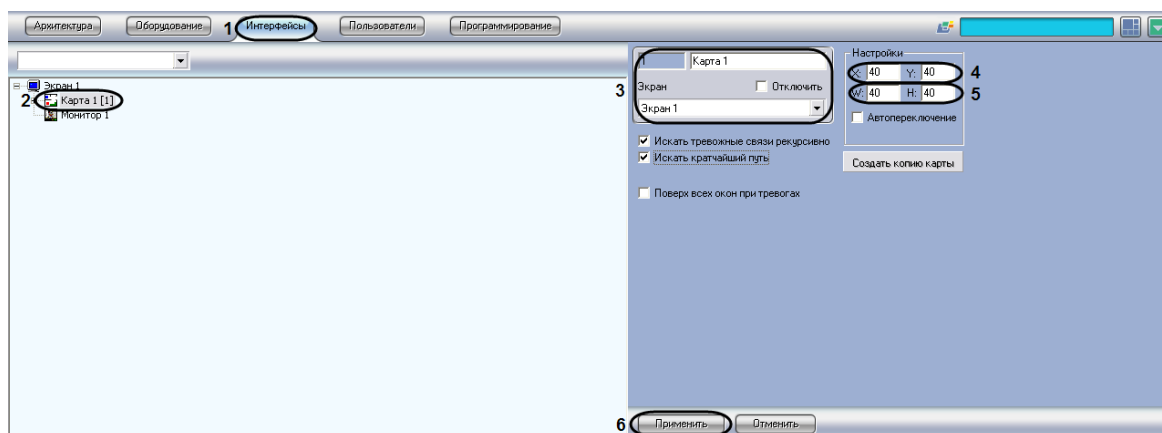 Архитектура Оборудование 1 Интерфейсы Пользователи Программирование
Экран 1
2 Карта 1 [1]
Монитор 1
3
1 Карта 1
Экран Отключить
Экран 1
Искать тревожные связи рекурсивно
Искать кратчайший путь
Поверх всех окон при тревогах
Настройки
X: 40 Y: 40 4
W: 40 H: 40 5
Автопереключение
Создать копию карты
6 Применить Отменить